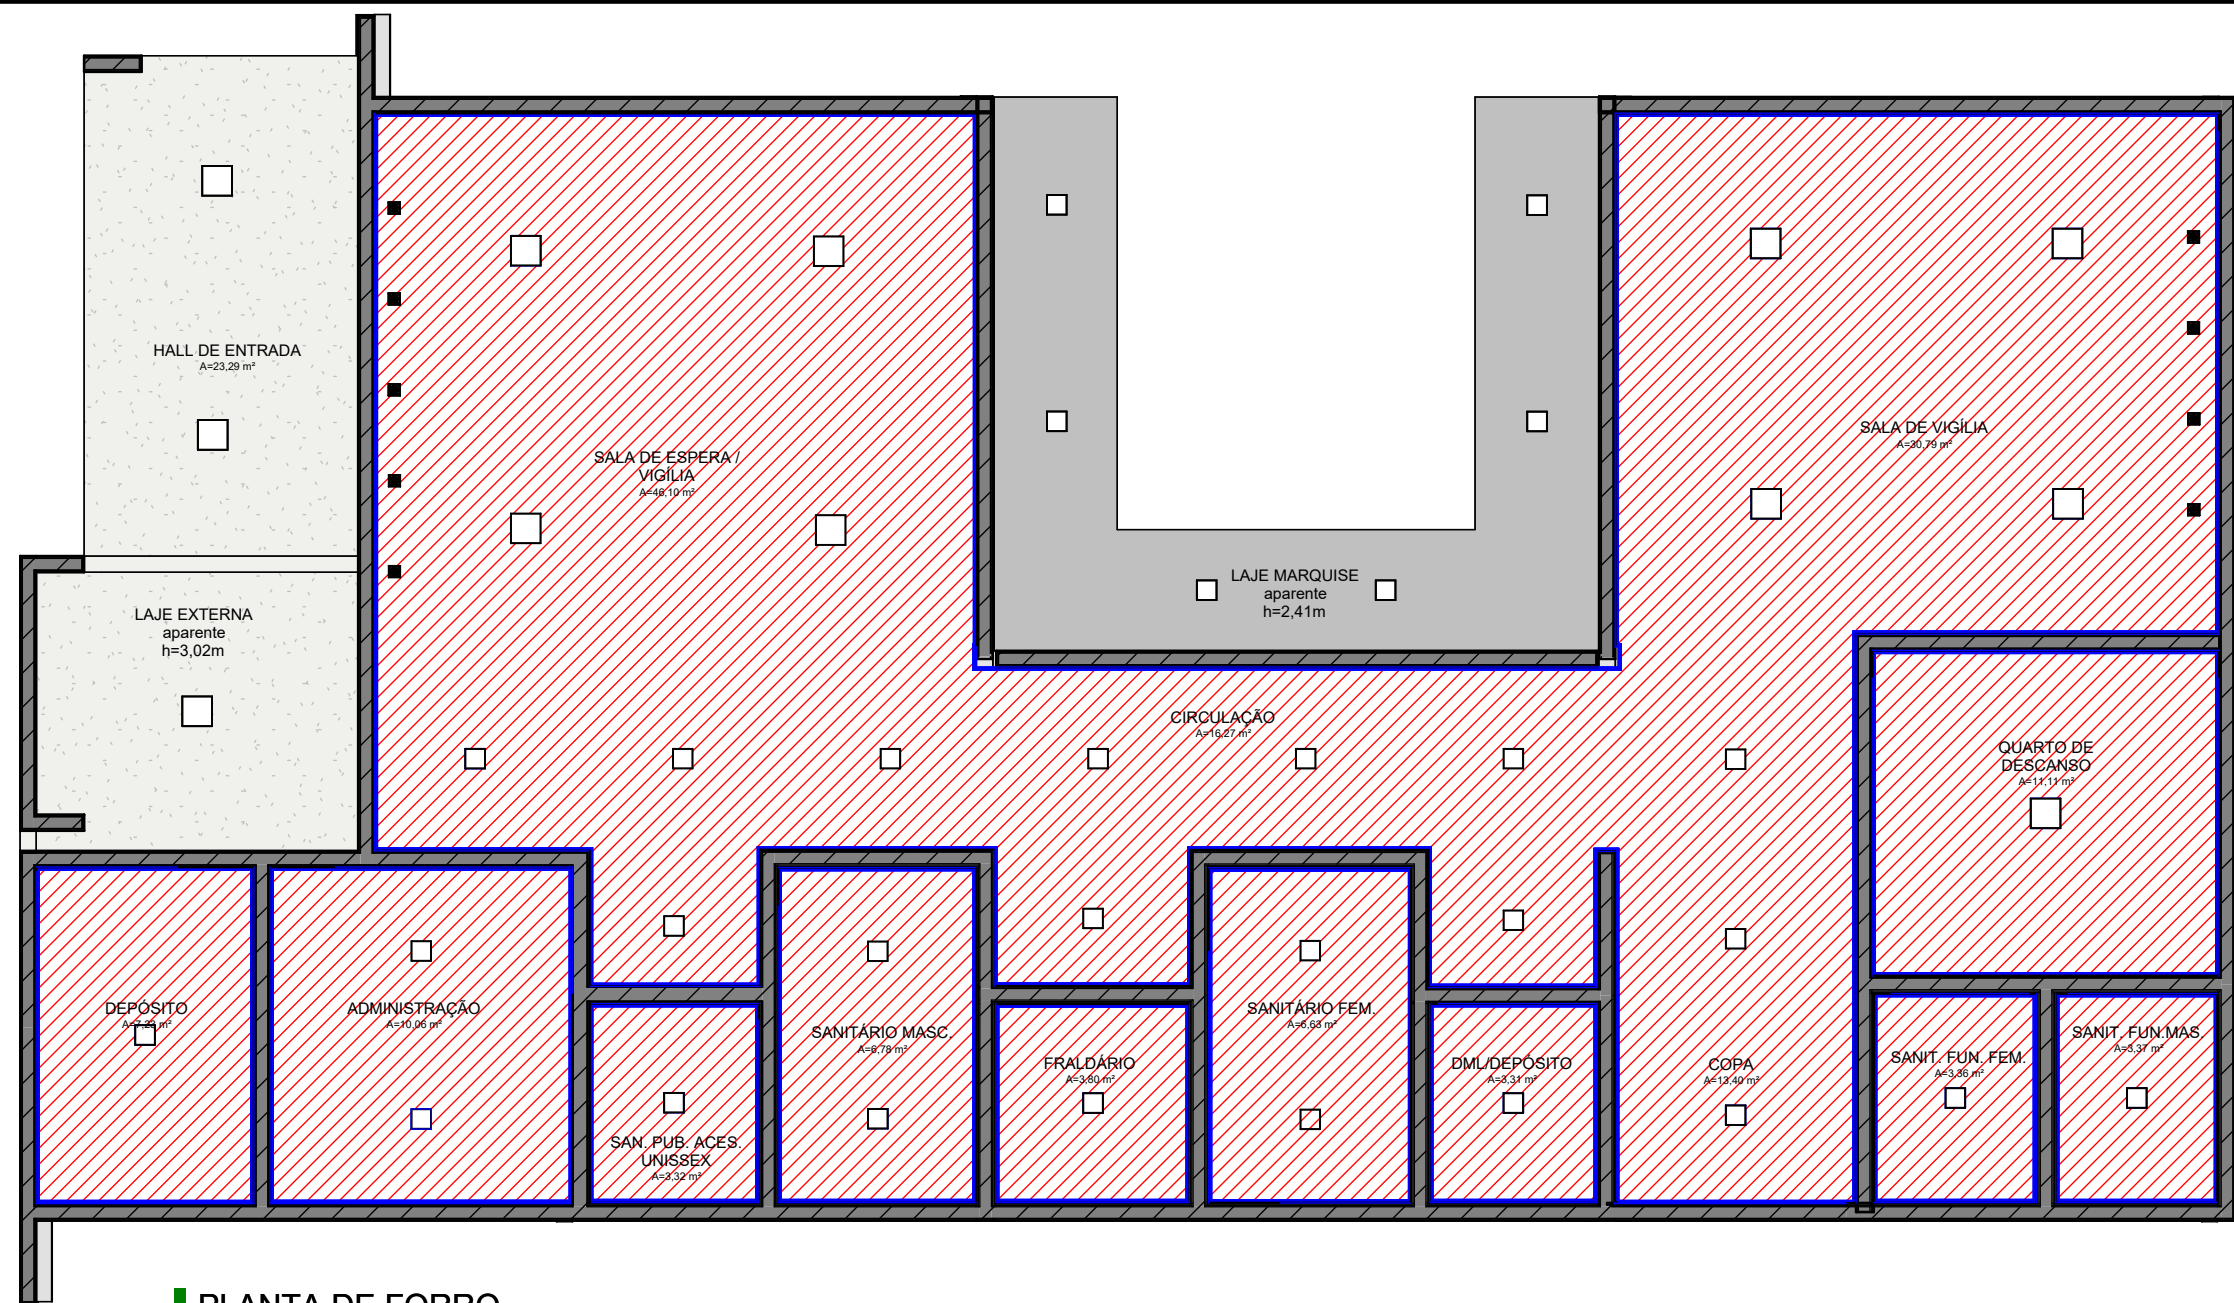 HALL DE ENTRADA
A=23,29 m²
SALA DE ESPERA /
VIGÍLIA
A=46,10 m²
SALA DE VIGÍLIA
A=30,79 m²
LAJE EXTERNA
aparente
h=3,02m
LAJE MARQUISE
aparente
h=2,41m
CIRCULAÇÃO
A=16,27 m²
QUARTO DE
DESCANSO
A=11,11 m²
DEPÓSITO
A=7,23 m²
ADMINISTRAÇÃO
A=10,06 m²
SAN. PUB. ACES.
UNISSEX
A=3,32 m²
SANITÁRIO MASC.
A=6,78 m²
FRALDÁRIO
A=3,80 m²
SANITÁRIO FEM.
A=6,63 m²
DML/DEPÓSITO
A=3,31 m²
COPA
A=13,40 m²
SANIT. FUN. FEM.
A=3,36 m²
SANIT. FUN.MAS.
A=3,37 m²
PLANTA DE FORRO